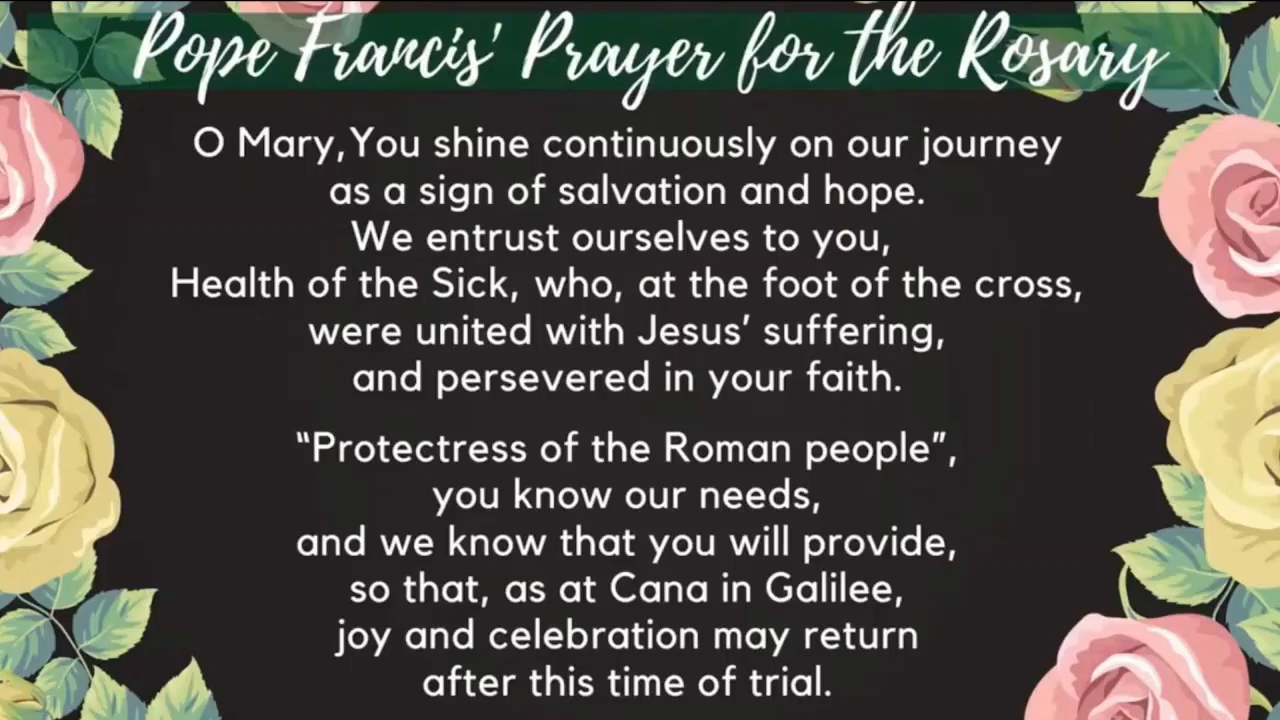 Pope Francis' Prayer for the Rosary
O Mary,You shine continuously on our journey
as a sign of salvation and hope.
We entrust ourselves to you,
Health of the Sick, who, at the foot of the cross,
were united with Jesus’ suffering,
and persevered in your faith.
“Protectress of the Roman people”,
you know our needs,
and we know that you will provide,
so that, as at Cana in Galilee,
joy and celebration may return
after this time of trial.